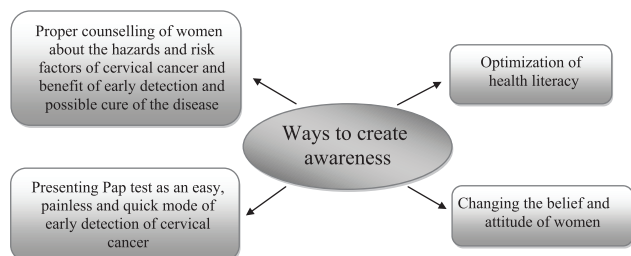 Proper counselling of women
about the hazards and risk
factors of cervical cancer and
benefit of early detection and
possible cure of the disease
Optimization of
health literacy
Ways to create
awareness
Presenting Pap test as an easy,
painless and quick mode of
early detection of cervical
cancer
Changing the belief and
attitude of women